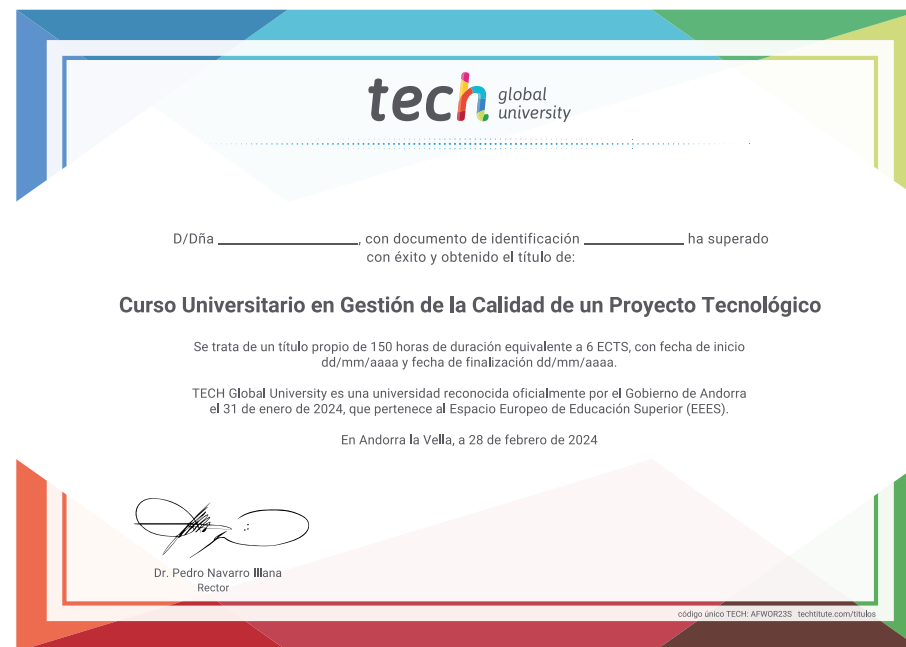 tech global university
D/Dña ____________________, con documento de identificación ______________ ha superado
con éxito y obtenido el título de:
Curso Universitario en Gestión de la Calidad de un Proyecto Tecnológico
Se trata de un título propio de 150 horas de duración equivalente a 6 ECTS, con fecha de inicio
dd/mm/aaaa y fecha de finalización dd/mm/aaaa.
TECH Global University es una universidad reconocida oficialmente por el Gobierno de Andorra
el 31 de enero de 2024, que pertenece al Espacio Europeo de Educación Superior (EEES).
En Andorra la Vella, a 28 de febrero de 2024
Dr. Pedro Navarro Illana
Rector
código único TECH: AFWOR23S techtitute.com/titulos